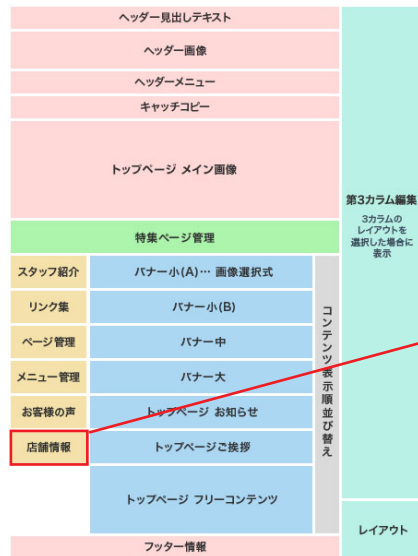 ヘッダー見出しテキスト
ヘッダー画像
ヘッダーメニュー
キャッチコピー
トップページ メイン画像
特集ページ管理
スタッフ紹介
バナー小(A)… 画像選択式
リンク集
バナー小(B)
ページ管理
バナー中
メニュー管理
バナー大
お客様の声
トップページ お知らせ
店舗情報
トップページご挨拶
トップページ フリーコンテンツ
コンテンツ表示順並び替え
フッター情報
第3カラム編集
3カラムの
レイアウトを
選択した場合に
表示
レイアウト